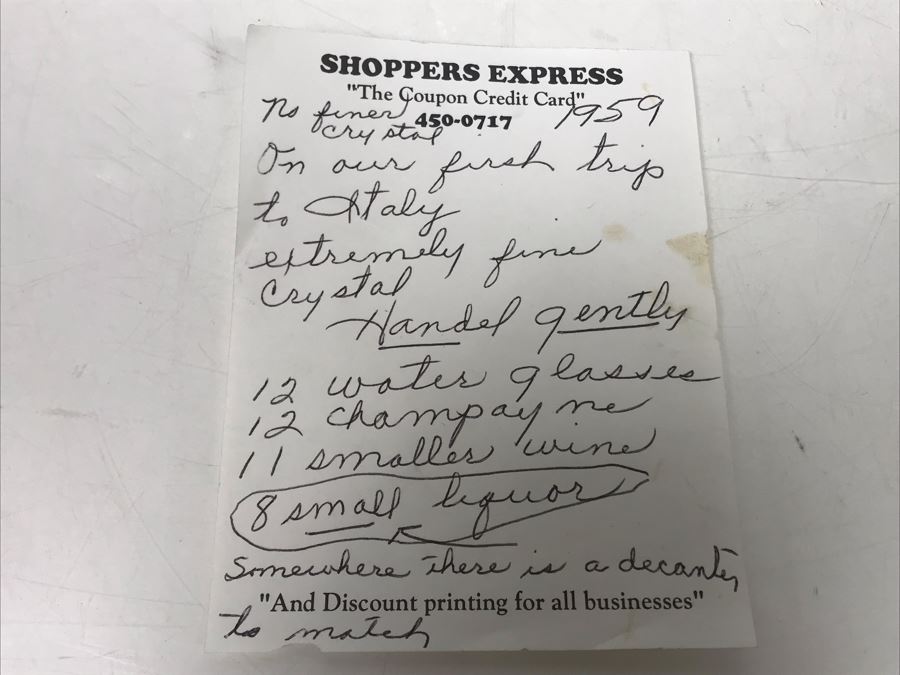 SHOPPERS EXPRESS
"The Coupon Credit Card"
No finer 450-0717 1959
crystal
On our first trip
to Italy
extremely fine
crystal
Handel gently
12 water glasses
12 champayne
11 smaller wine
8 small liquor
Somewhere there is a decanter
"And Discount printing for all businesses"
to match